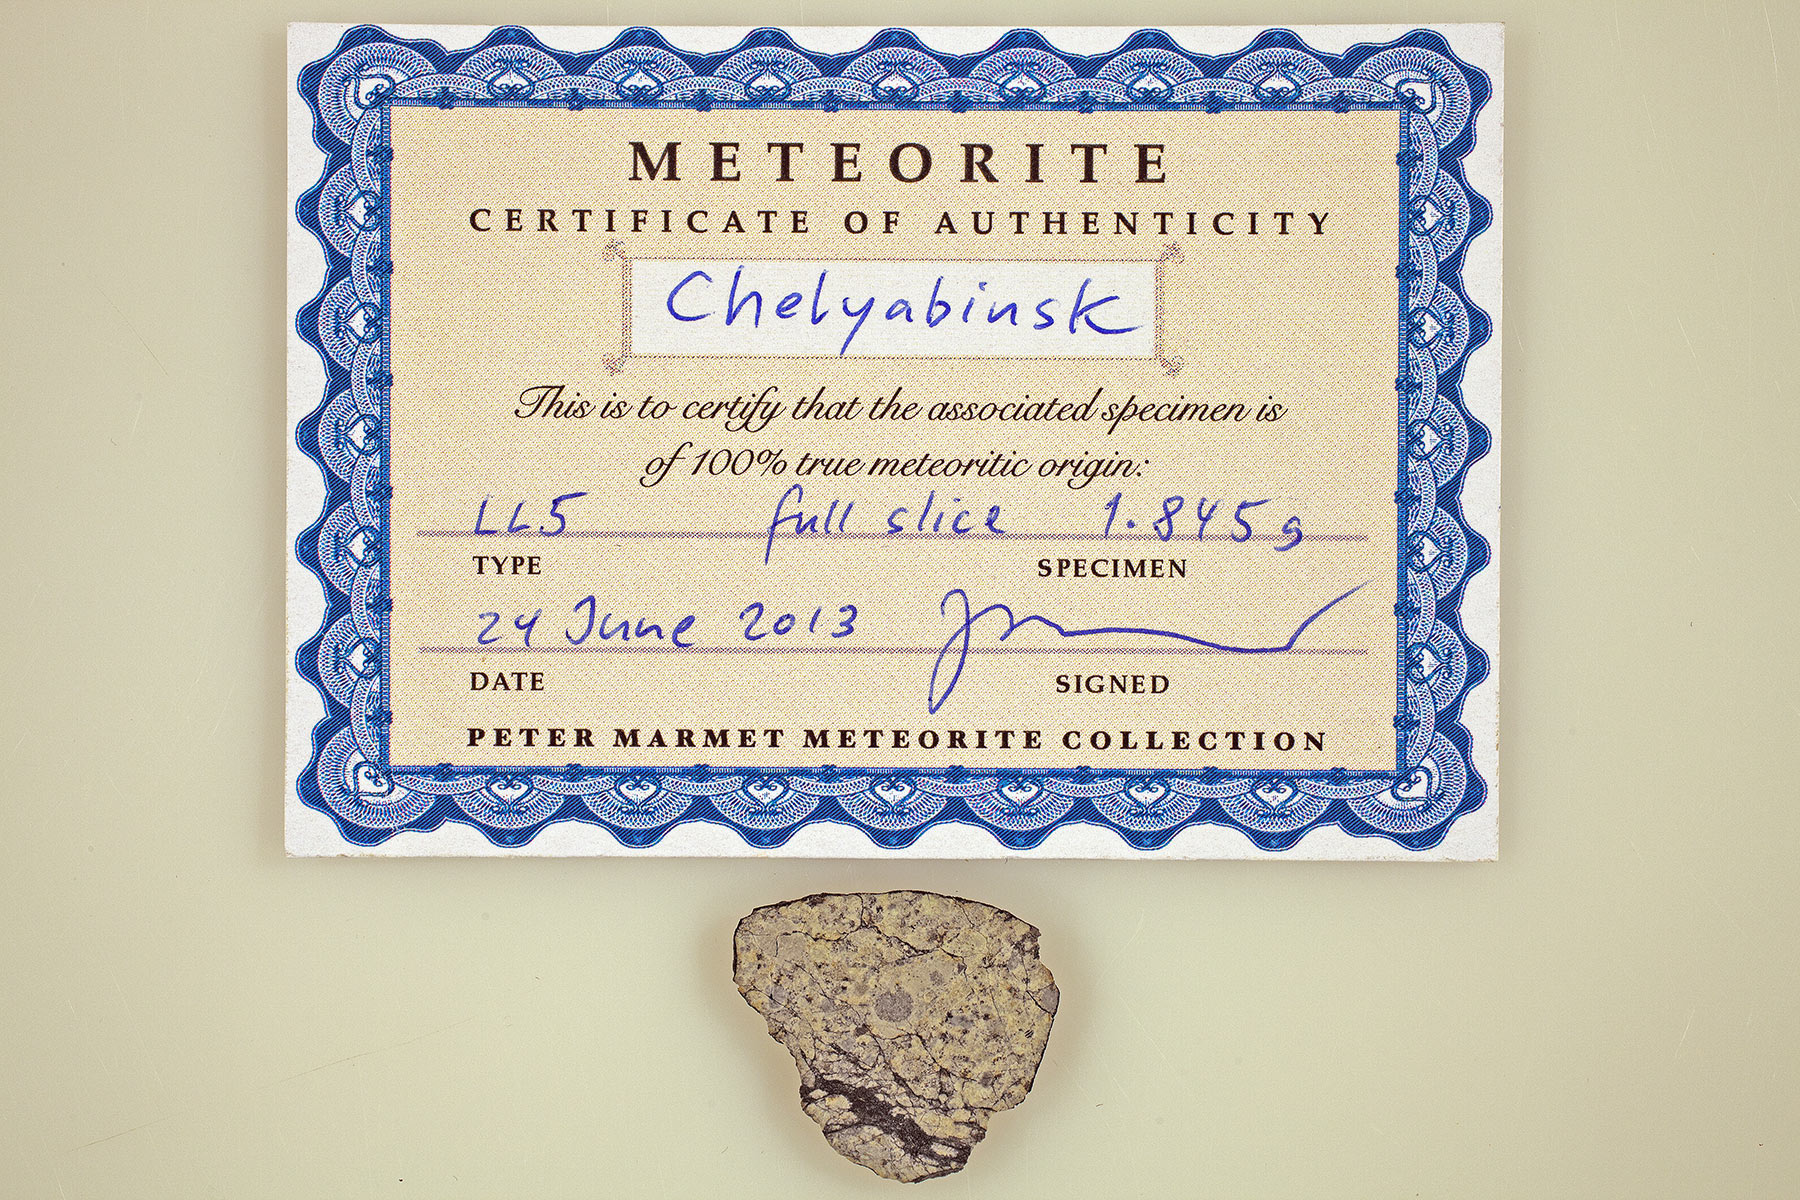 METEORITE
CERTIFICATE OF AUTHENTICITY
Chelyabinsk
This is to certify that the associated specimen is
of 100% true meteoritic origin:
LL5 full slice 1.845 g
TYPE SPECIMEN
24 June 2013
DATE SIGNED
PETER MARMET METEORITE COLLECTION